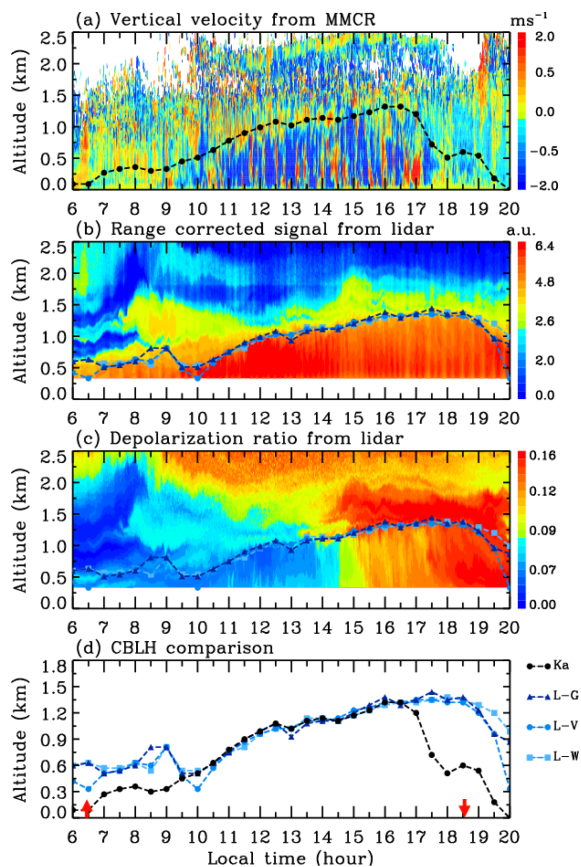 (a) Vertical velocity from MMCR
ms⁻¹
Altitude (km)
2.5
2.0
1.5
1.0
0.5
0.0
2.0
1.0
0.0
−1.0
−2.0
6 7 8 9 10 11 12 13 14 15 16 17 18 19 20
(b) Range corrected signal from lidar
a.u.
Altitude (km)
2.5
2.0
1.5
1.0
0.5
0.0
6.4
4.6
2.8
1.8
0.0
6 7 8 9 10 11 12 13 14 15 16 17 18 19 20
(c) Depolarization ratio from lidar
Altitude (km)
2.5
2.0
1.5
1.0
0.5
0.0
0.16
0.12
0.09
0.07
0.00
6 7 8 9 10 11 12 13 14 15 16 17 18 19 20
(d) CBLH comparison
Altitude (km)
1.8
1.5
1.2
0.9
0.6
0.3
0.0
Ka
L−G
L−V
L−W
6 7 8 9 10 11 12 13 14 15 16 17 18 19 20
Local time (hour)